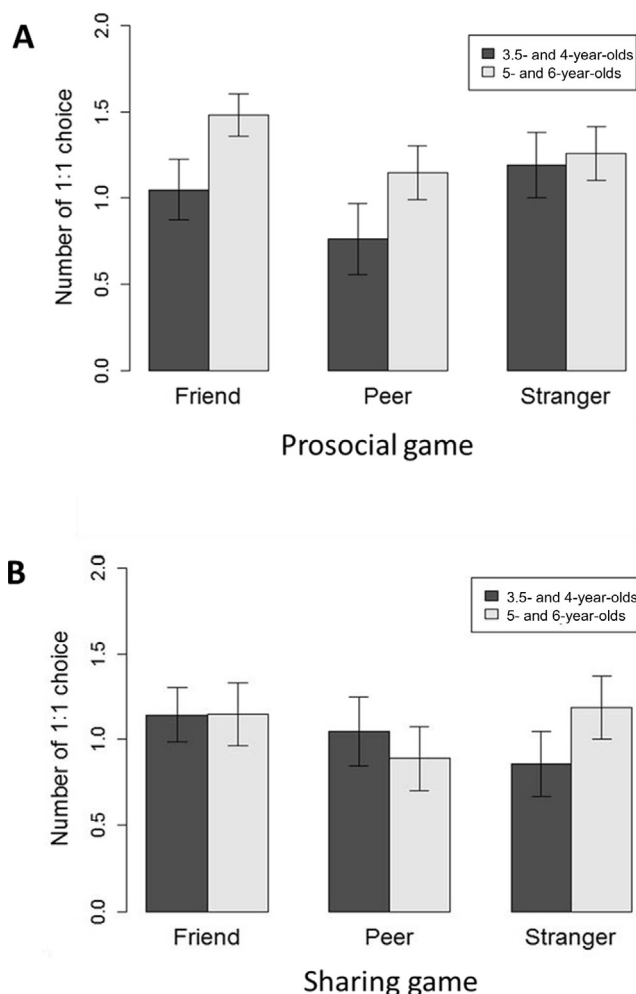 A
Number of 1:1 choice
2.0
1.5
1.0
0.5
0.0
3.5- and 4-year-olds
5- and 6-year-olds
Friend
Peer
Stranger
Prosocial game
B
Number of 1:1 choice
2.0
1.5
1.0
0.5
0.0
3.5- and 4-year-olds
5- and 6-year-olds
Friend
Peer
Stranger
Sharing game